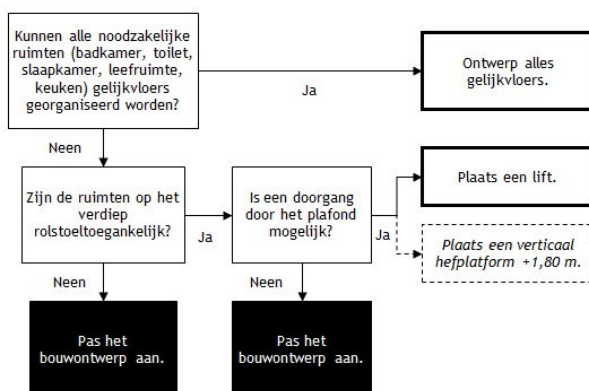 Kunnen alle noodzakelijke
ruimten (badkamer, toilet,
slaapkamer, leefruimte,
keuken) gelijkvloers
georganiseerd worden?
Ja
Ontwerp alles
gelijkvloers.
Neen
Zijn de ruimten op het
verdiep
rolstoeltoegankelijk?
Ja
Is een doorgang
door het plafond
mogelijk?
Ja
Plaats een lift.
Plaats een verticaal
hefplatform +1,80 m.
Neen
Pas het
bouwontwerp aan.
Neen
Pas het
bouwontwerp aan.